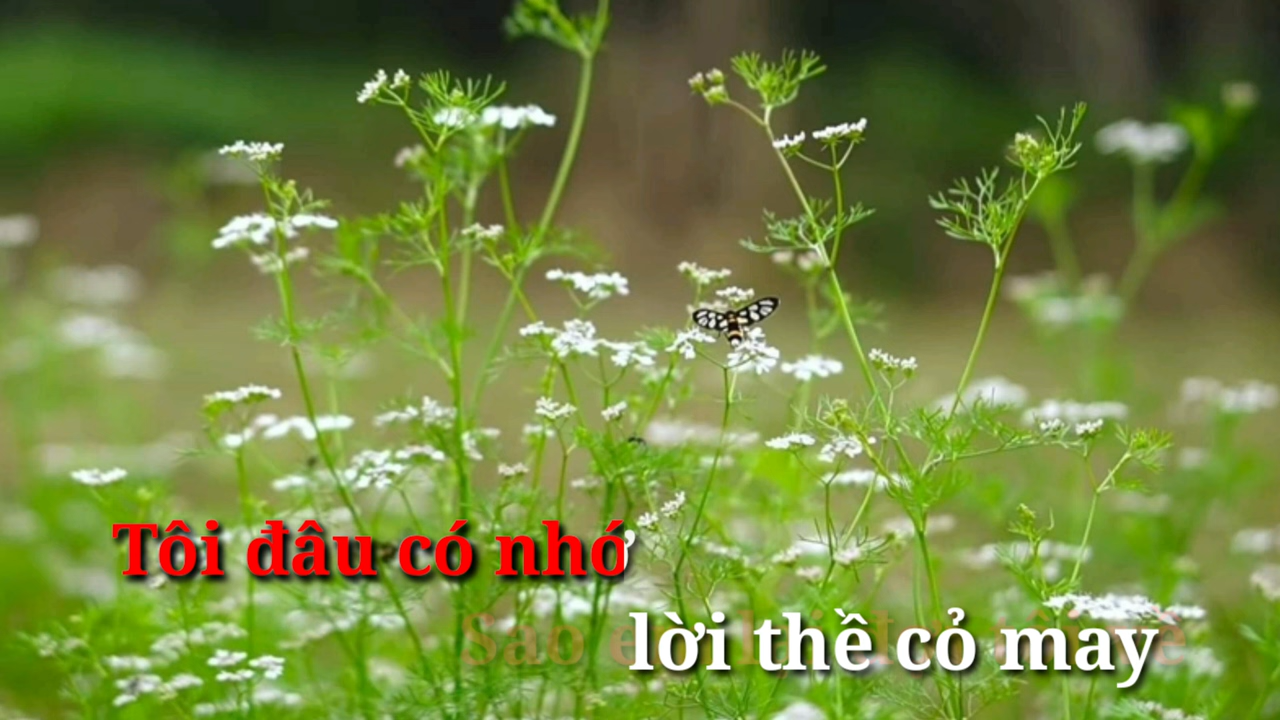 Tôi đâu có nhớ
lời thề cỏ may